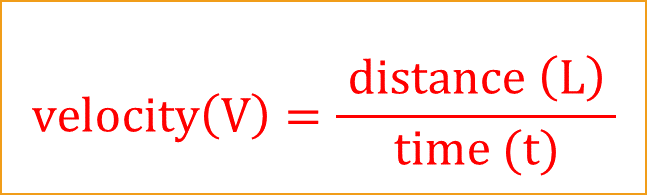 velocity(V) = distance (L)
time (t)